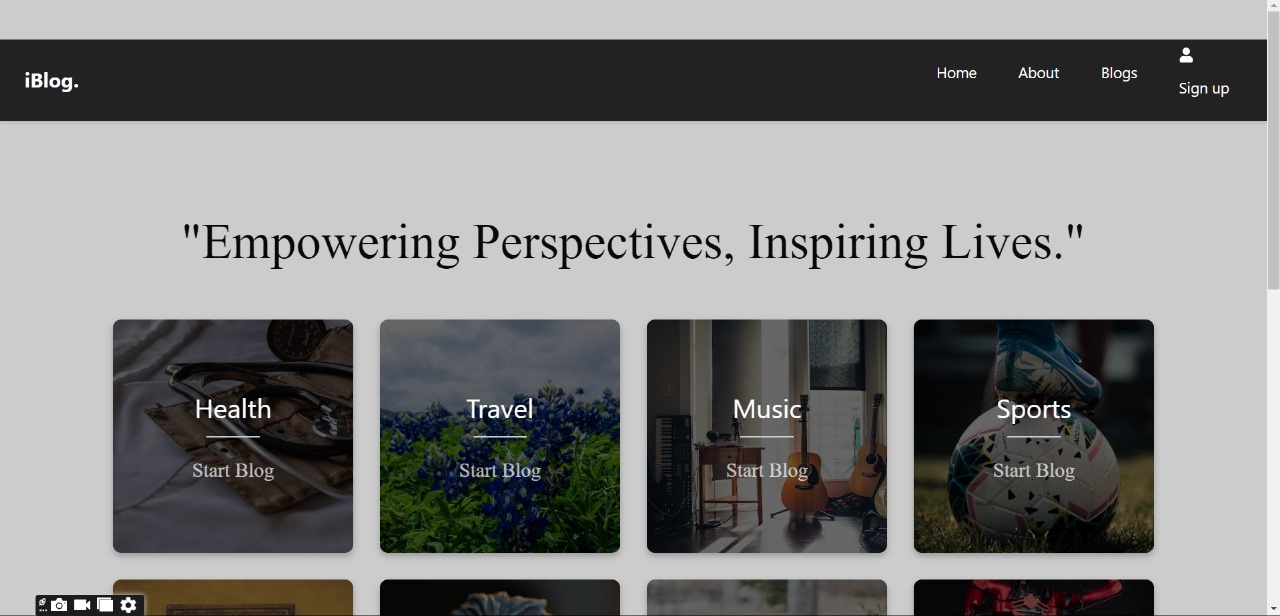 iBlog.
Home About Blogs Sign up
"Empowering Perspectives, Inspiring Lives."
Health Travel Music Sports
Start Blog Start Blog Start Blog Start Blog